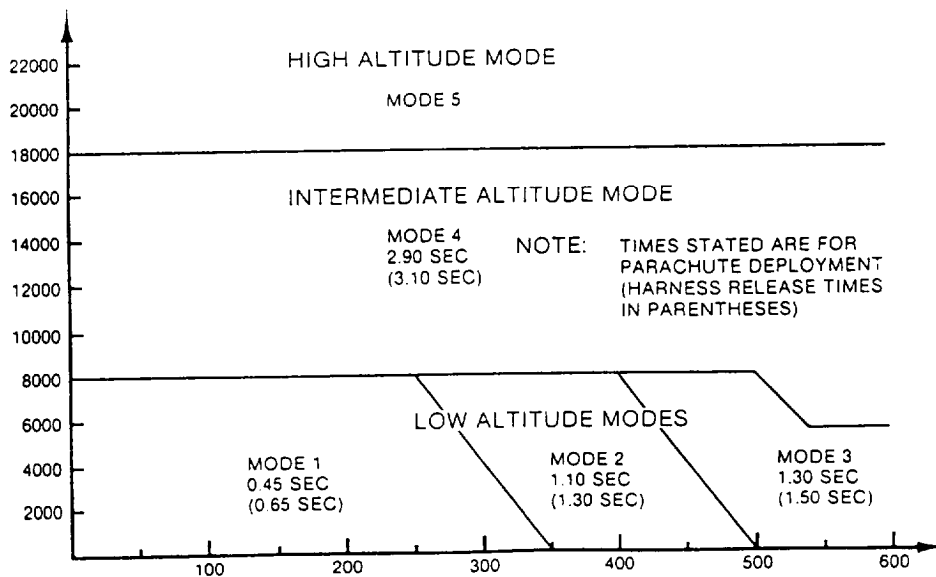 22000
20000
18000
16000
14000
12000
10000
8000
6000
4000
2000
HIGH ALTITUDE MODE
MODE 5
INTERMEDIATE ALTITUDE MODE
MODE 4
2.90 SEC
(3.10 SEC)
NOTE: TIMES STATED ARE FOR
PARACHUTE DEPLOYMENT
(HARNESS RELEASE TIMES
IN PARENTHESES)
LOW ALTITUDE MODES
MODE 1
0.45 SEC
(0.65 SEC)
MODE 2
1.10 SEC
(1.30 SEC)
MODE 3
1.30 SEC
(1.50 SEC)
100 200 300 400 500 600